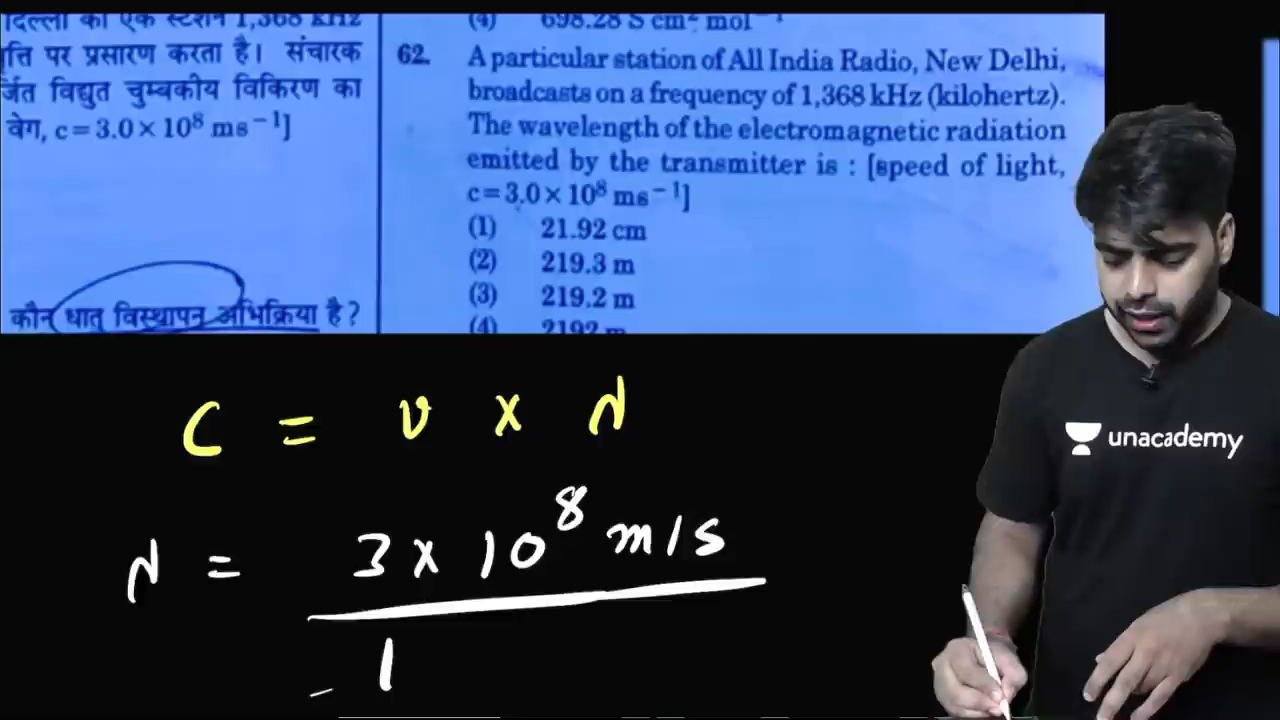 दिल्ली का एक स्टेशन 1,368 kHz
त्ति पर प्रसारण करता है। संचारक
र्जित विद्युत चुम्बकीय विकिरण का
वेग, c=3.0×10⁸ ms⁻¹]
कौन धातु विस्थापन अभिक्रिया है?
(4) 698.28 S cm² mol⁻¹
62. A particular station of All India Radio, New Delhi,
broadcasts on a frequency of 1,368 kHz (kilohertz).
The wavelength of the electromagnetic radiation
emitted by the transmitter is : [speed of light,
c=3.0×10⁸ ms⁻¹]
(1) 21.92 cm
(2) 219.3 m
(3) 219.2 m
(4) 2192 m
C = ν × λ
λ = 3 × 10⁸ m/s
1
unacademy